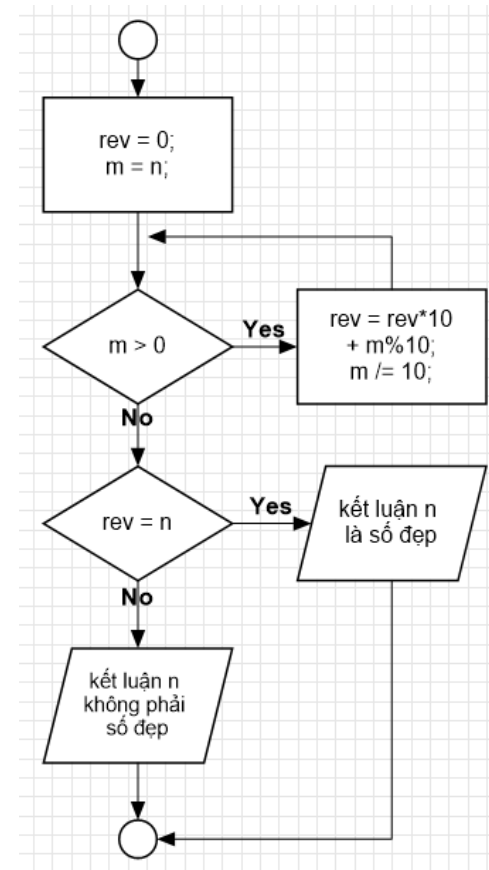 rev = 0;
m = n;
m > 0
Yes
rev = rev*10
+ m%10;
m /= 10;
No
rev = n
Yes
kết luận n
là số đẹp
No
kết luận n
không phải
số đẹp